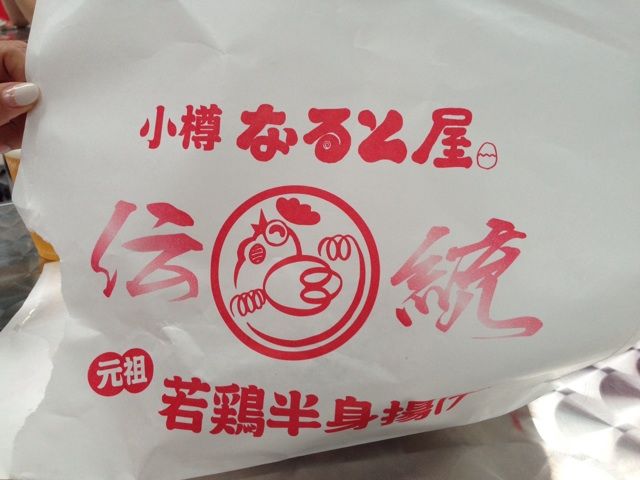 小樽 なると屋
伝統
元祖
若鶏半身揚げ